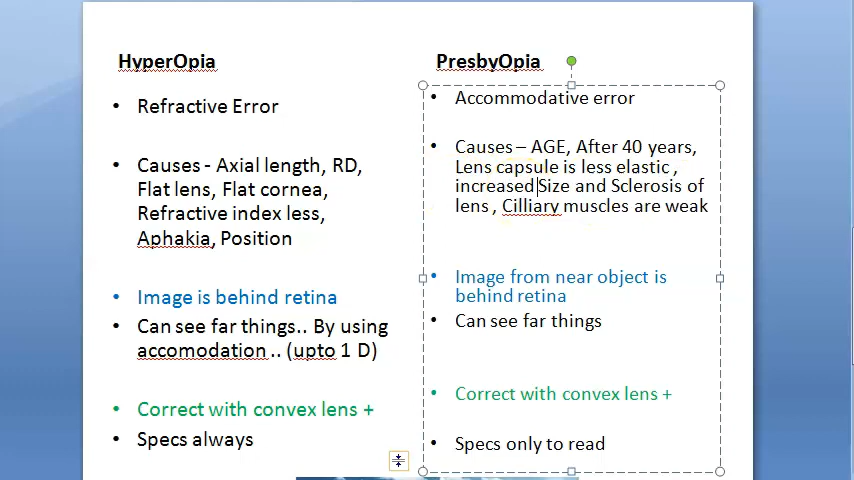 HyperOpia
• Refractive Error
• Causes - Axial length, RD,
Flat lens, Flat cornea,
Refractive index less,
Aphakia, Position
• Image is behind retina
• Can see far things.. By using
accomodation .. (upto 1 D)
• Correct with convex lens +
• Specs always
PresbyOpia
• Accommodative error
• Causes – AGE, After 40 years,
Lens capsule is less elastic ,
increased Size and Sclerosis of
lens , Cilliary muscles are weak
• Image from near object is
behind retina
• Can see far things
• Correct with convex lens +
• Specs only to read